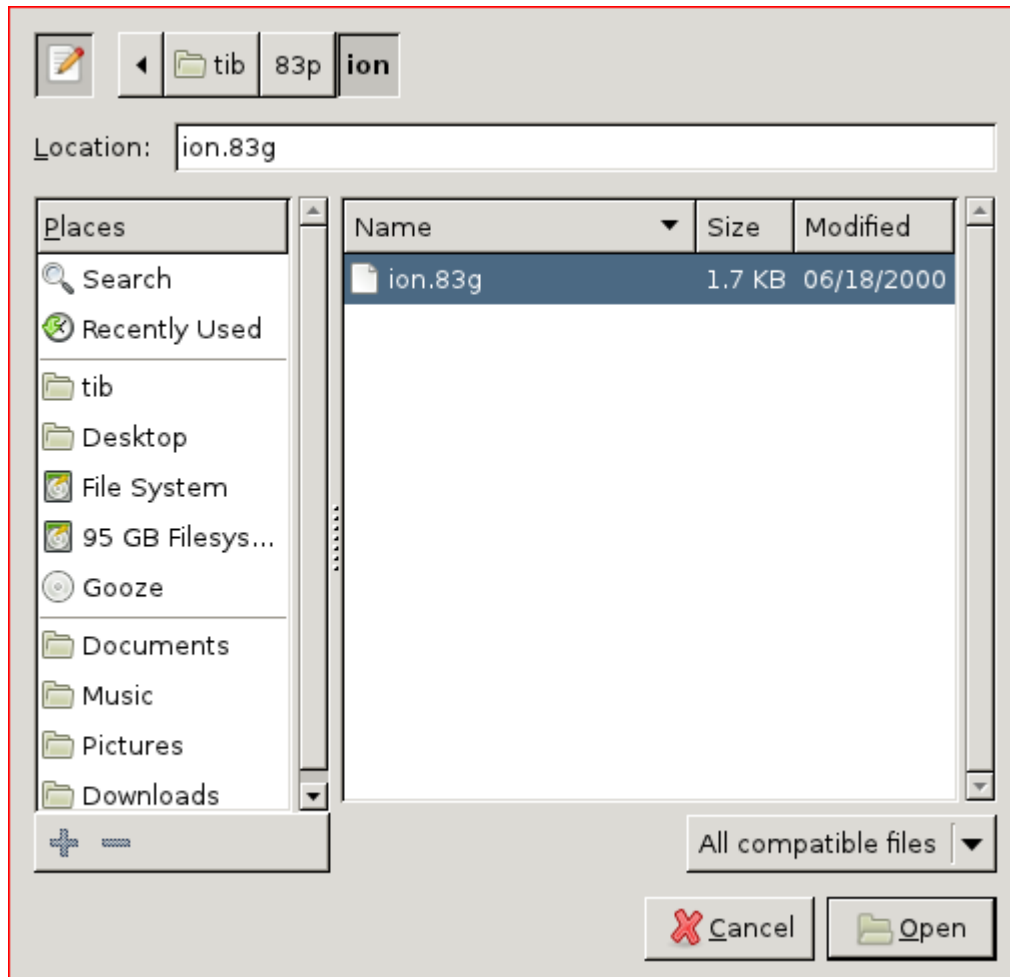 tib 83p ion
Location: ion.83g
Places
Search
Recently Used
tib
Desktop
File System
95 GB Filesys...
Gooze
Documents
Music
Pictures
Downloads
Name Size Modified
ion.83g 1.7 KB 06/18/2000
All compatible files
Cancel Open